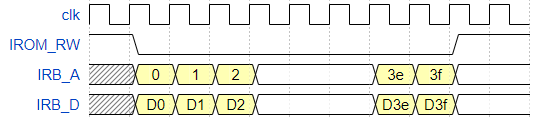 clk
IROM_RW
IRB_A 0 1 2 3e 3f
IRB_D D0 D1 D2 D3e D3f